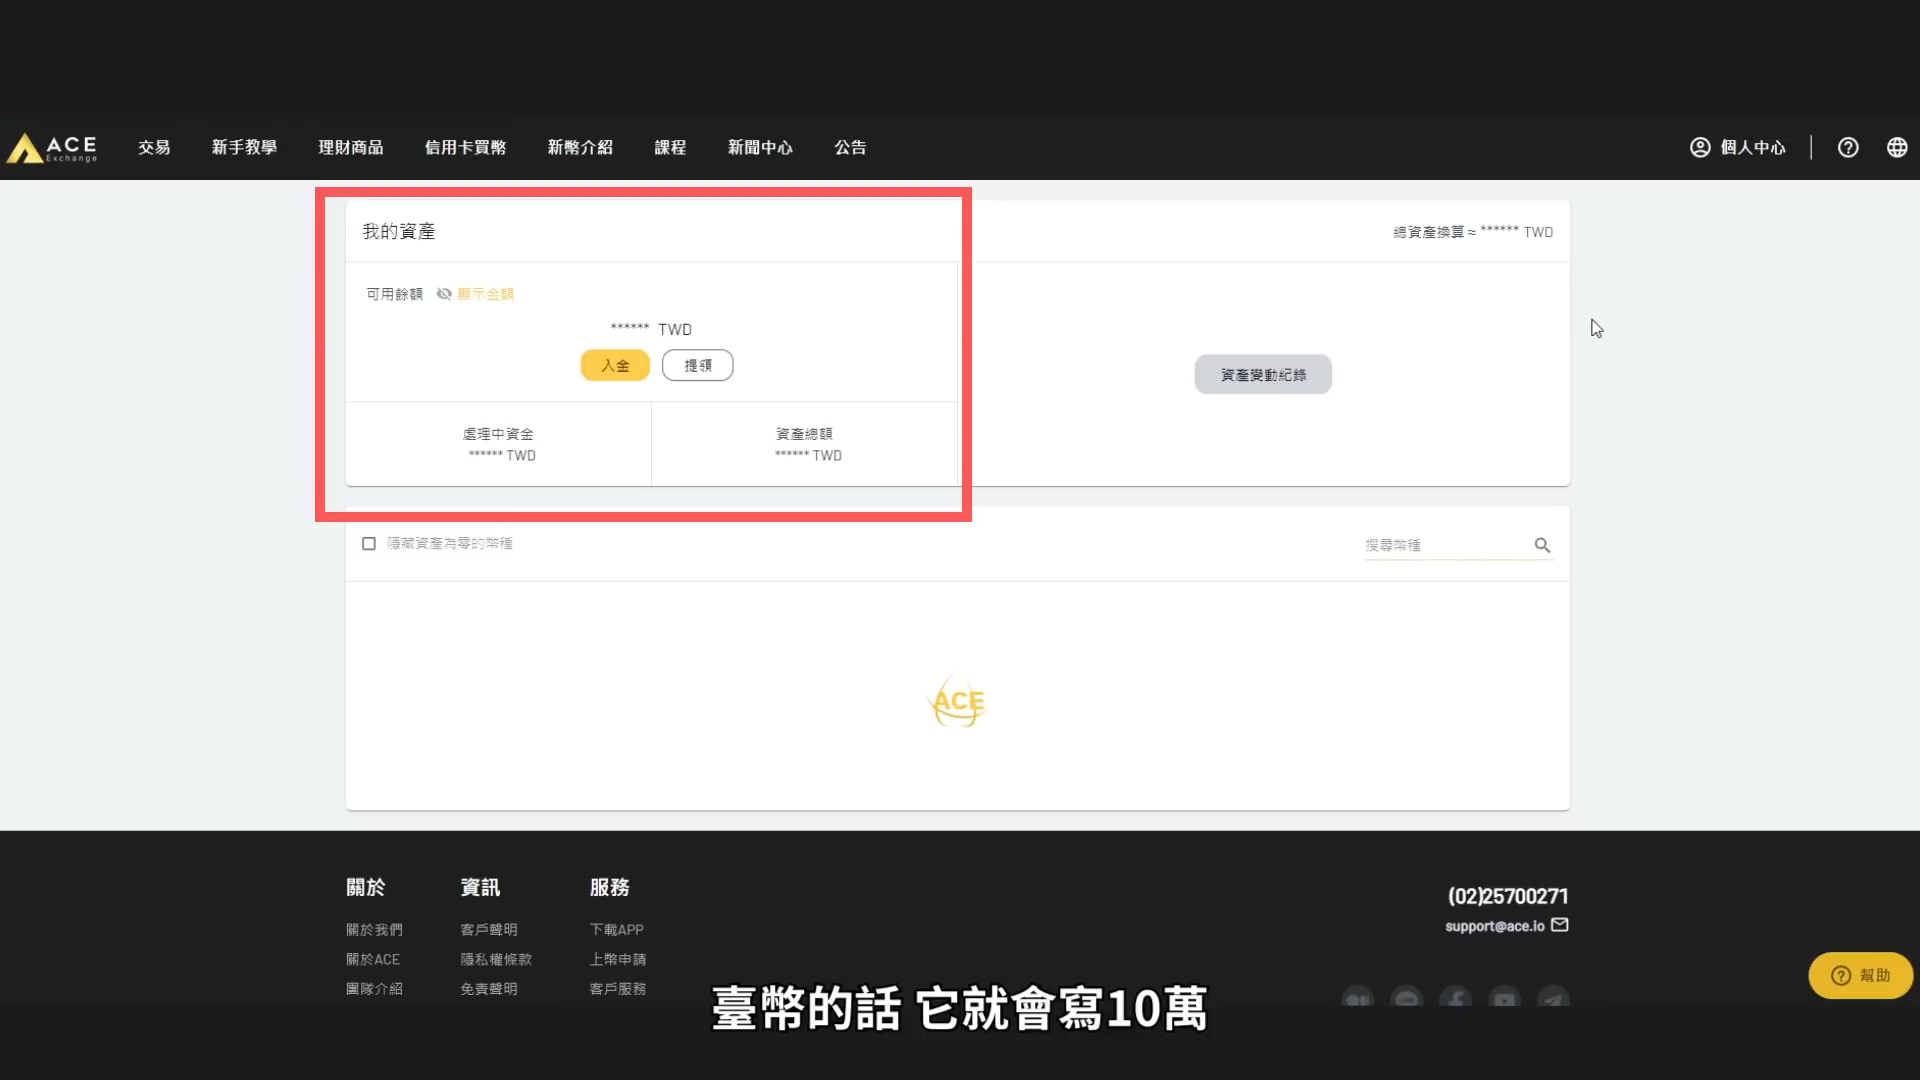 ACE
Exchange
交易
新手教學
理財商品
信用卡買幣
新幣介紹
課程
新聞中心
公告
個人中心
我的資產
總資產換算 ≈ ****** TWD
可用餘額
顯示金額
****** TWD
入金
提領
資產變動紀錄
處理中資金
****** TWD
資產總額
****** TWD
隱藏資產為零的幣種
搜尋幣種
ACE
關於
資訊
服務
(02)25700271
關於我們
客戶聲明
下載APP
support@ace.io
關於ACE
隱私權條款
上幣申請
團隊介紹
免責聲明
客戶服務
幫助
臺幣的話 它就會寫10萬